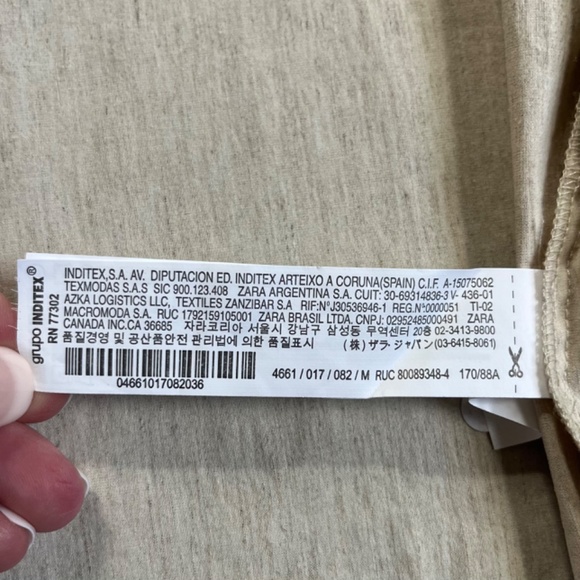 grupo INDITEX®
RN 77302
INDITEX,S.A. AV. DIPUTACION ED. INDITEX ARTEIXO A CORUNA(SPAIN) C.I.F. A-15075062
TEXMODAS S.A.S SIC 900.123.408 ZARA ARGENTINA S.A. CUIT: 30-69314836-3 V- 436-01
AZKA LOGISTICS LLC, TEXTILES ZANZIBAR S.A RIF:NºJ30536946-1 REG.Nº0000051 TI-02
MACROMODA S.A. RUC 1792159105001 ZARA BRASIL LTDA, CNPJ: 02952485000491 ZARA
CANADA INC.CA 36685 자라코리아 서울시 강남구 삼성동 무역센터 20층 02-3413-9800
품질경영 및 공산품안전 관리법에 의한 품질표시 (株) ザラ・ジャパン (03-6415-8061)
04661017082036
4661 / 017 / 082 / M RUC 80089348-4 170/88A